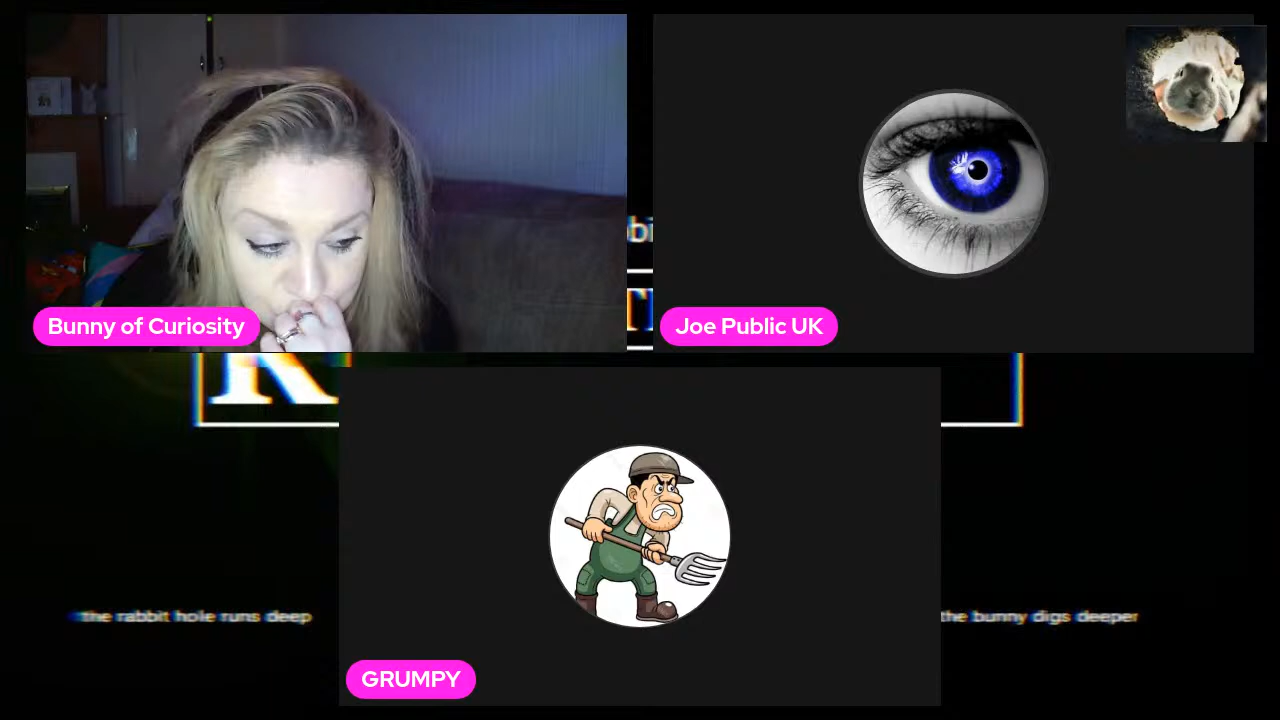 Bunny of Curiosity
Joe Public UK
GRUMPY
the rabbit hole runs deep
the bunny digs deeper